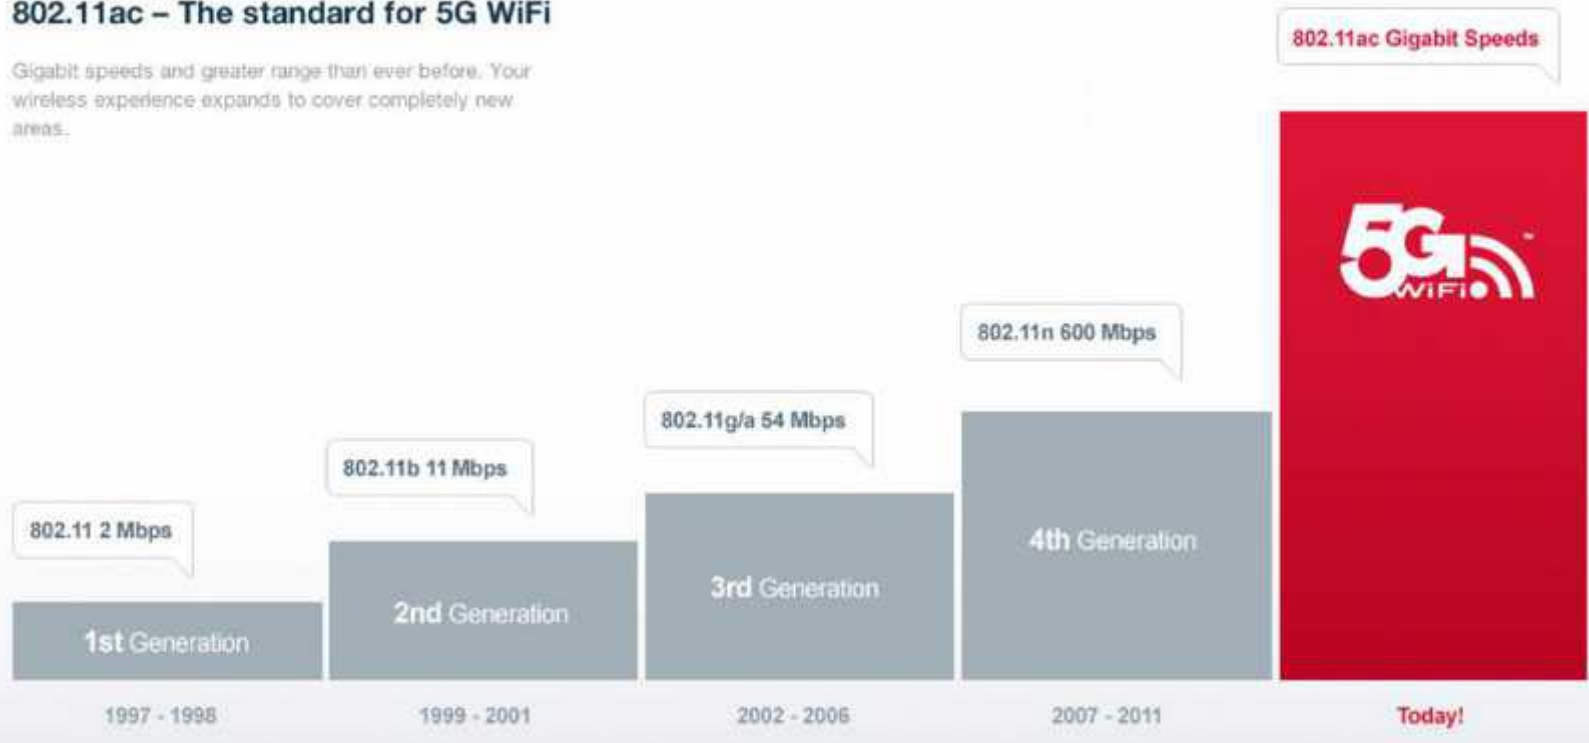 802.11ac – The standard for 5G WiFi
Gigabit speeds and greater range than ever before. Your
wireless experience expands to cover completely new
areas.
802.11ac Gigabit Speeds
5G WiFi™
802.11n 600 Mbps
802.11g/a 54 Mbps
802.11b 11 Mbps
802.11 2 Mbps
1st Generation
2nd Generation
3rd Generation
4th Generation
1997 - 1998
1999 - 2001
2002 - 2006
2007 - 2011
Today!